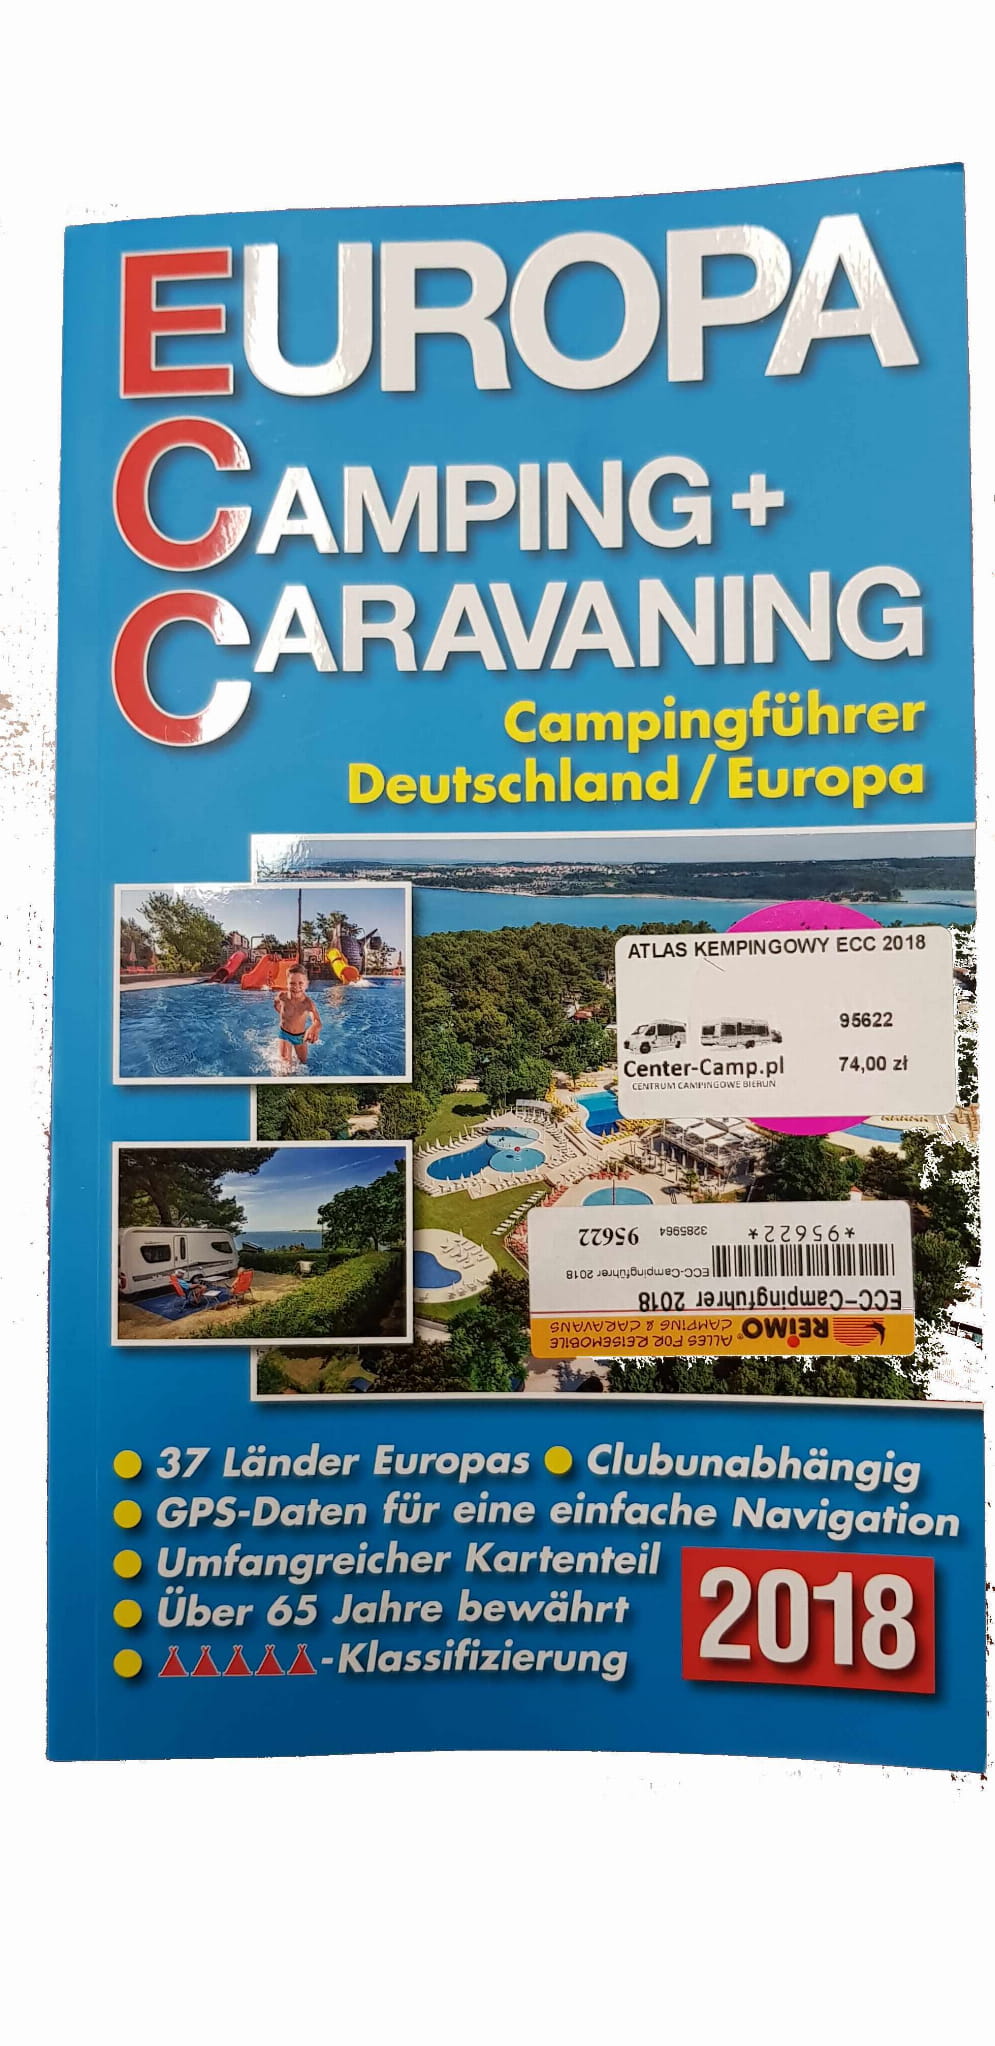 EUROPA
CAMPING +
CARAVANING
Campingführer
Deutschland / Europa
ATLAS KEMPINGOWY ECC 2018
95622
Center-Camp.pl
74,00 zł
CENTRUM CAMPINGOWE BIERUŃ
REIMO®
ALLES FÜR REISEMOBILE
CAMPING & CARAVANS
ECC-Campingführer 2018
ECC-Campingführer 2018
*95622*
3285964
95622
37 Länder Europas
Clubunabhängig
GPS-Daten für eine einfache Navigation
Umfangreicher Kartenteil
Über 65 Jahre bewährt
-Klassifizierung
2018